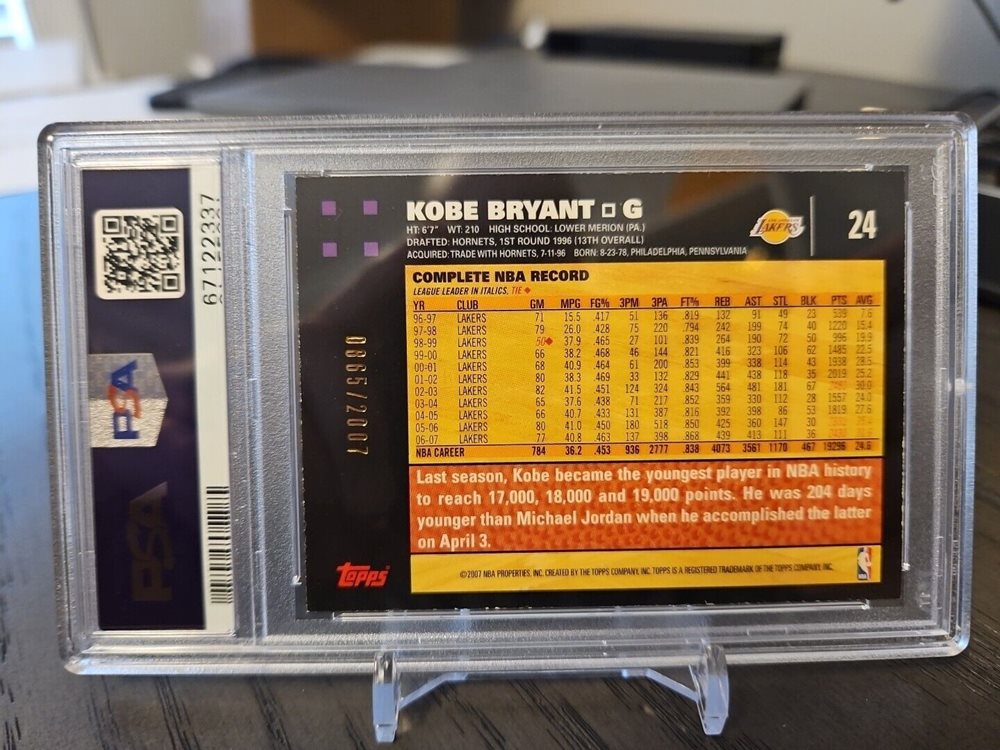 67122337
PSA
PSA
0865/2007
KOBE BRYANT G
HT: 6'7" WT: 210 HIGH SCHOOL: LOWER MERION (PA.)
DRAFTED: HORNETS, 1ST ROUND 1996 (13TH OVERALL)
ACQUIRED: TRADE WITH HORNETS, 7-11-96 BORN: 8-23-78, PHILADELPHIA, PENNSYLVANIA
LAKERS
24
COMPLETE NBA RECORD
LEAGUE LEADER IN ITALICS, TIE ♦
YR CLUB GM MPG FG% 3PM 3PA FT% REB AST STL BLK PTS AVG
96-97 LAKERS 71 15.5 .417 51 136 .819 132 91 49 23 539 7.6
97-98 LAKERS 79 26.0 .428 75 220 .794 242 199 74 40 1220 15.4
98-99 LAKERS 50♦ 37.9 .465 27 101 .839 264 190 72 50 996 19.9
99-00 LAKERS 66 38.2 .468 46 144 .821 416 323 106 62 1485 22.5
00-01 LAKERS 68 40.9 .464 61 200 .853 399 338 114 43 1938 28.5
01-02 LAKERS 80 38.3 .469 33 132 .829 441 438 118 35 2019 25.2
02-03 LAKERS 82 41.5 .451 124 324 .843 564 481 181 67 30.0
03-04 LAKERS 65 37.6 .438 71 217 .852 359 330 112 28 1557 24.0
04-05 LAKERS 66 40.7 .433 131 387 .816 392 398 86 53 1819 27.6
05-06 LAKERS 80 41.0 .450 180 518 .850 425 360 147 30
06-07 LAKERS 77 40.8 .463 137 398 .868 439 413 111 36
NBA CAREER 784 36.2 .453 936 2777 .838 4073 3561 1170 467 19296 24.6
Last season, Kobe became the youngest player in NBA history
to reach 17,000, 18,000 and 19,000 points. He was 204 days
younger than Michael Jordan when he accomplished the latter
on April 3.
Topps
©2007 NBA PROPERTIES, INC. CREATED BY THE TOPPS COMPANY, INC. TOPPS IS A REGISTERED TRADEMARK OF THE TOPPS COMPANY, INC.
NBA